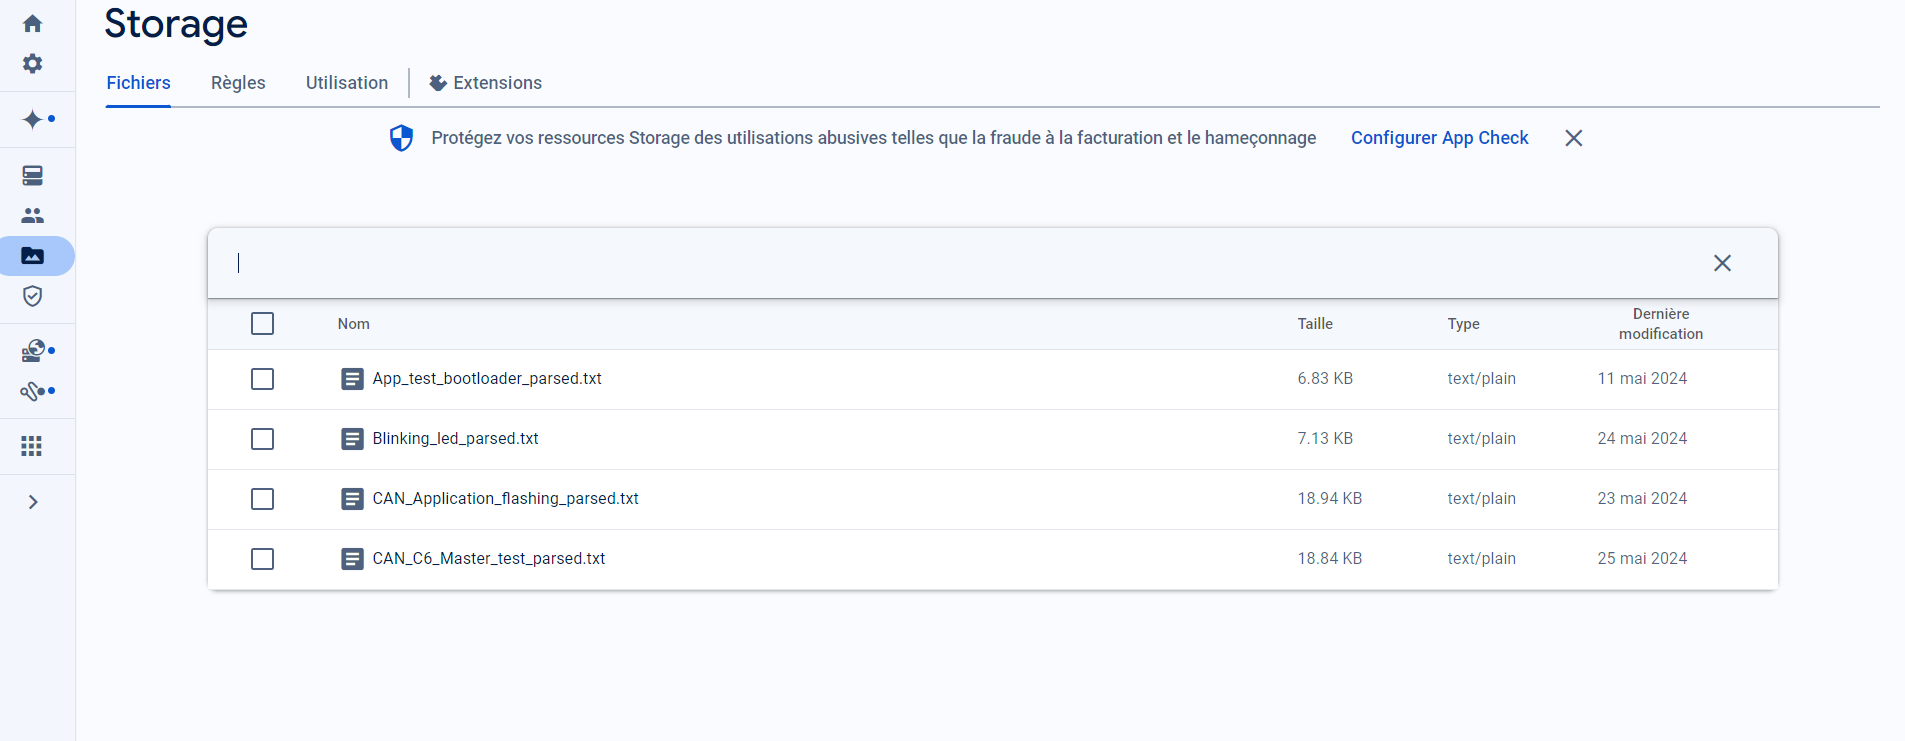 Storage
Fichiers Règles Utilisation Extensions
Protégez vos ressources Storage des utilisations abusives telles que la fraude à la facturation et le hameçonnage Configurer App Check
Nom Taille Type Dernière modification
App_test_bootloader_parsed.txt 6.83 KB text/plain 11 mai 2024
Blinking_led_parsed.txt 7.13 KB text/plain 24 mai 2024
CAN_Application_flashing_parsed.txt 18.94 KB text/plain 23 mai 2024
CAN_C6_Master_test_parsed.txt 18.84 KB text/plain 25 mai 2024